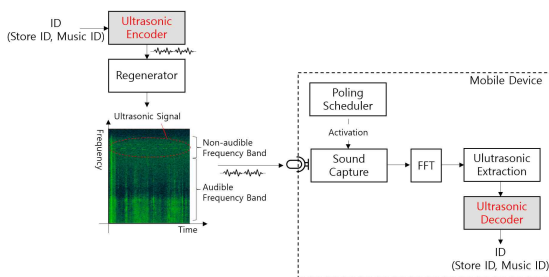 ID
(Store ID, Music ID)
Ultrasonic
Encoder
Regenerator
Ultrasonic Signal
Frequency
Non-audible
Frequency Band
Audible
Frequency Band
Time
Mobile Device
Poling
Scheduler
Activation
Sound
Capture
FFT
Ulutrasonic
Extraction
Ultrasonic
Decoder
ID
(Store ID, Music ID)